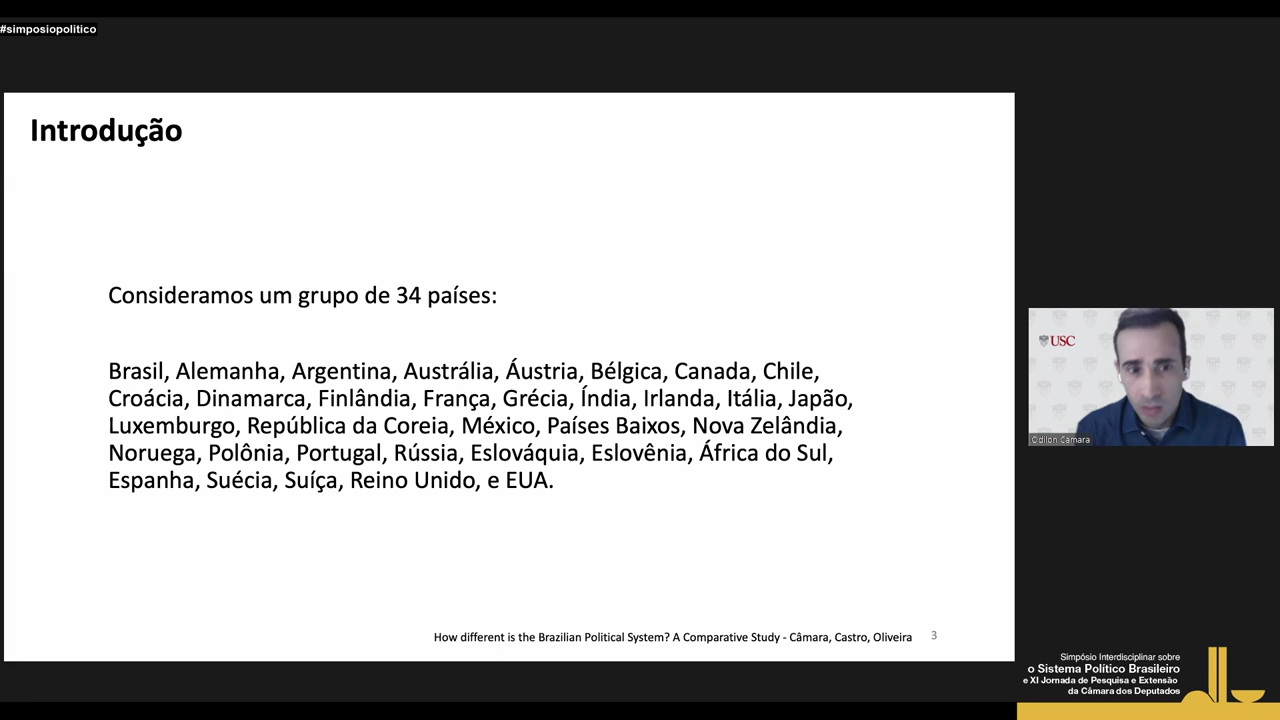 #simposiopolitico
Introdução
Consideramos um grupo de 34 países:
Brasil, Alemanha, Argentina, Austrália, Áustria, Bélgica, Canada, Chile,
Croácia, Dinamarca, Finlândia, França, Grécia, Índia, Irlanda, Itália, Japão,
Luxemburgo, República da Coreia, México, Países Baixos, Nova Zelândia,
Noruega, Polônia, Portugal, Rússia, Eslováquia, Eslovênia, África do Sul,
Espanha, Suécia, Suíça, Reino Unido, e EUA.
How different is the Brazilian Political System? A Comparative Study - Câmara, Castro, Oliveira
3
USC
Odilon Camara
Simpósio Interdisciplinar sobre
o Sistema Político Brasileiro
e XI Jornada de Pesquisa e Extensão
da Câmara dos Deputados